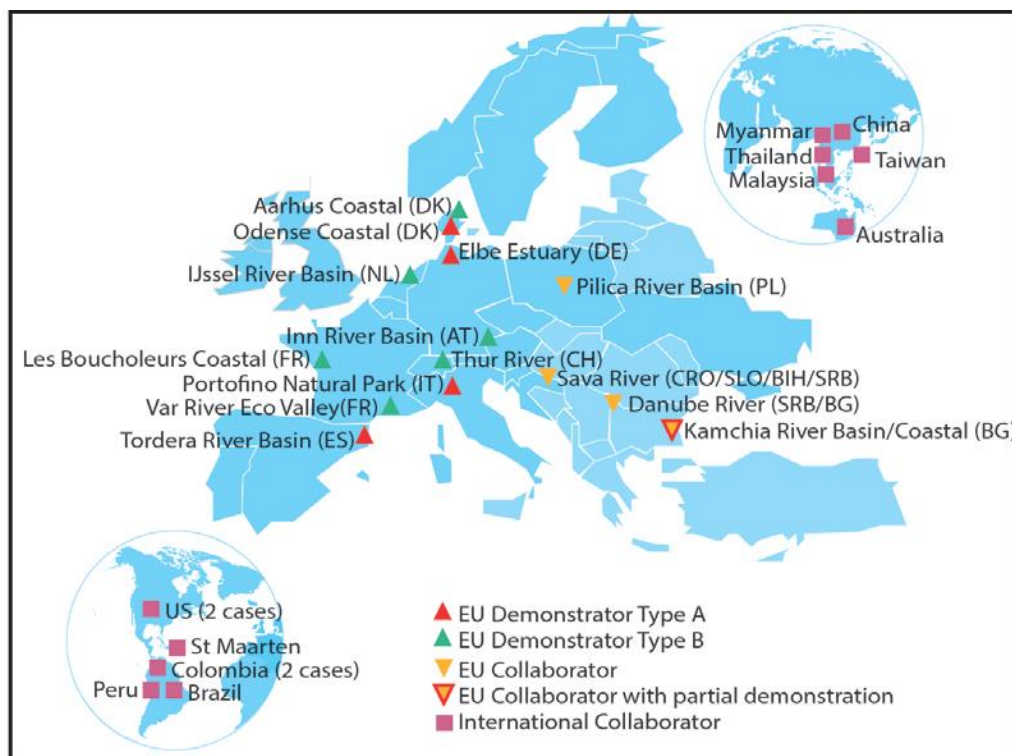 Myanmar
China
Thailand
Taiwan
Malaysia
Australia
Aarhus Coastal (DK)
Odense Coastal (DK)
Elbe Estuary (DE)
IJssel River Basin (NL)
Pilica River Basin (PL)
Inn River Basin (AT)
Les Boucholeurs Coastal (FR)
Thur River (CH)
Portofino Natural Park (IT)
Sava River (CRO/SLO/BIH/SRB)
Var River Eco Valley(FR)
Danube River (SRB/BG)
Tordera River Basin (ES)
Kamchia River Basin/Coastal (BG)
US (2 cases)
St Maarten
Colombia (2 cases)
Peru
Brazil
EU Demonstrator Type A
EU Demonstrator Type B
EU Collaborator
EU Collaborator with partial demonstration
International Collaborator